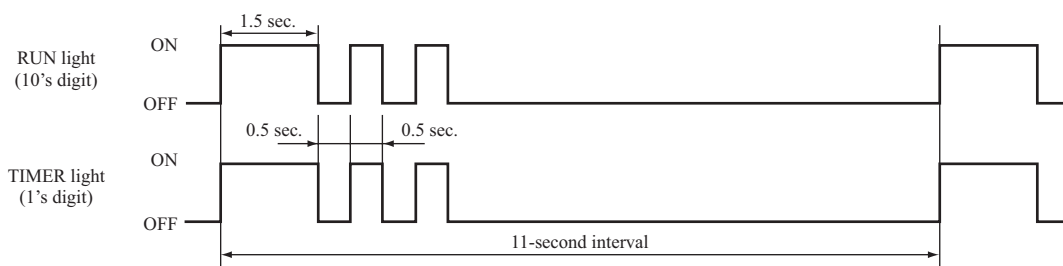 1.5 sec.
ON
RUN light
(10’s digit)
OFF
0.5 sec.
0.5 sec.
ON
TIMER light
(1’s digit)
OFF
11-second interval